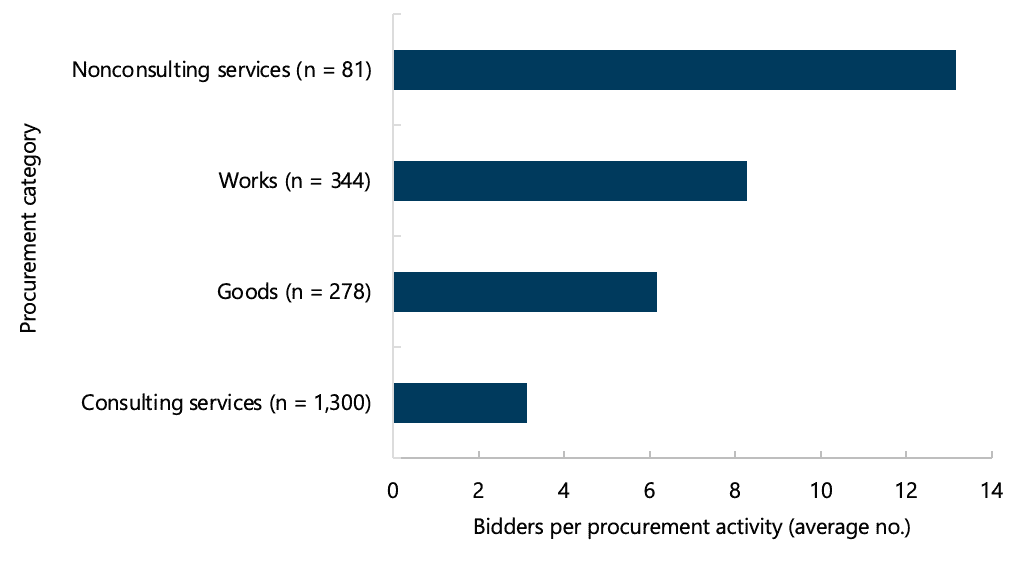 Procurement category
Nonconsulting services (n = 81)
Works (n = 344)
Goods (n = 278)
Consulting services (n = 1,300)
0 2 4 6 8 10 12 14
Bidders per procurement activity (average no.)